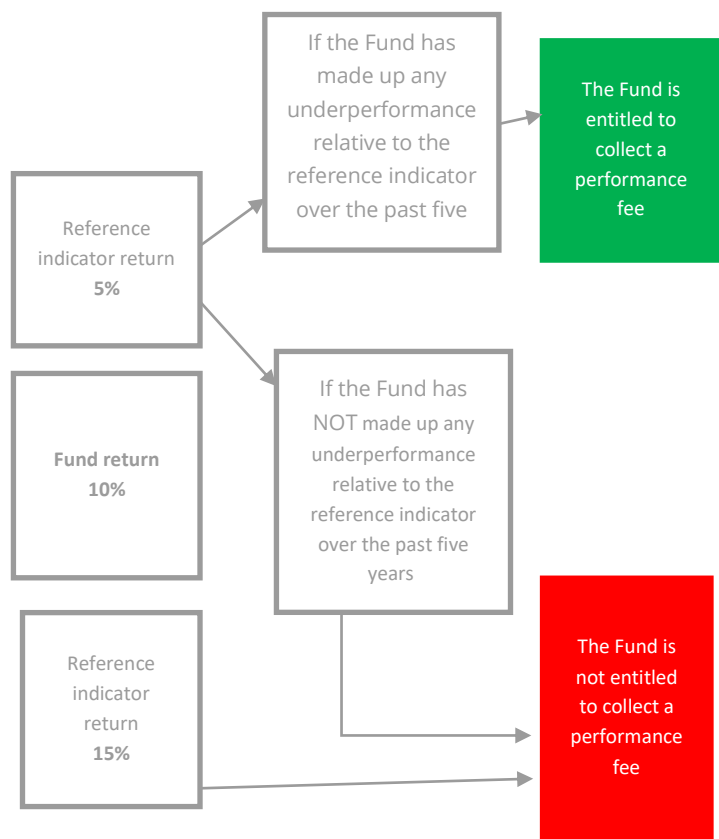 If the Fund has
made up any
underperformance
relative to the
reference indicator
over the past five
The Fund is
entitled to
collect a
performance
fee
Reference
indicator return
5%
If the Fund has
NOT made up any
underperformance
relative to the
reference indicator
over the past five
years
Fund return
10%
Reference
indicator
return
15%
The Fund is
not entitled
to collect a
performance
fee